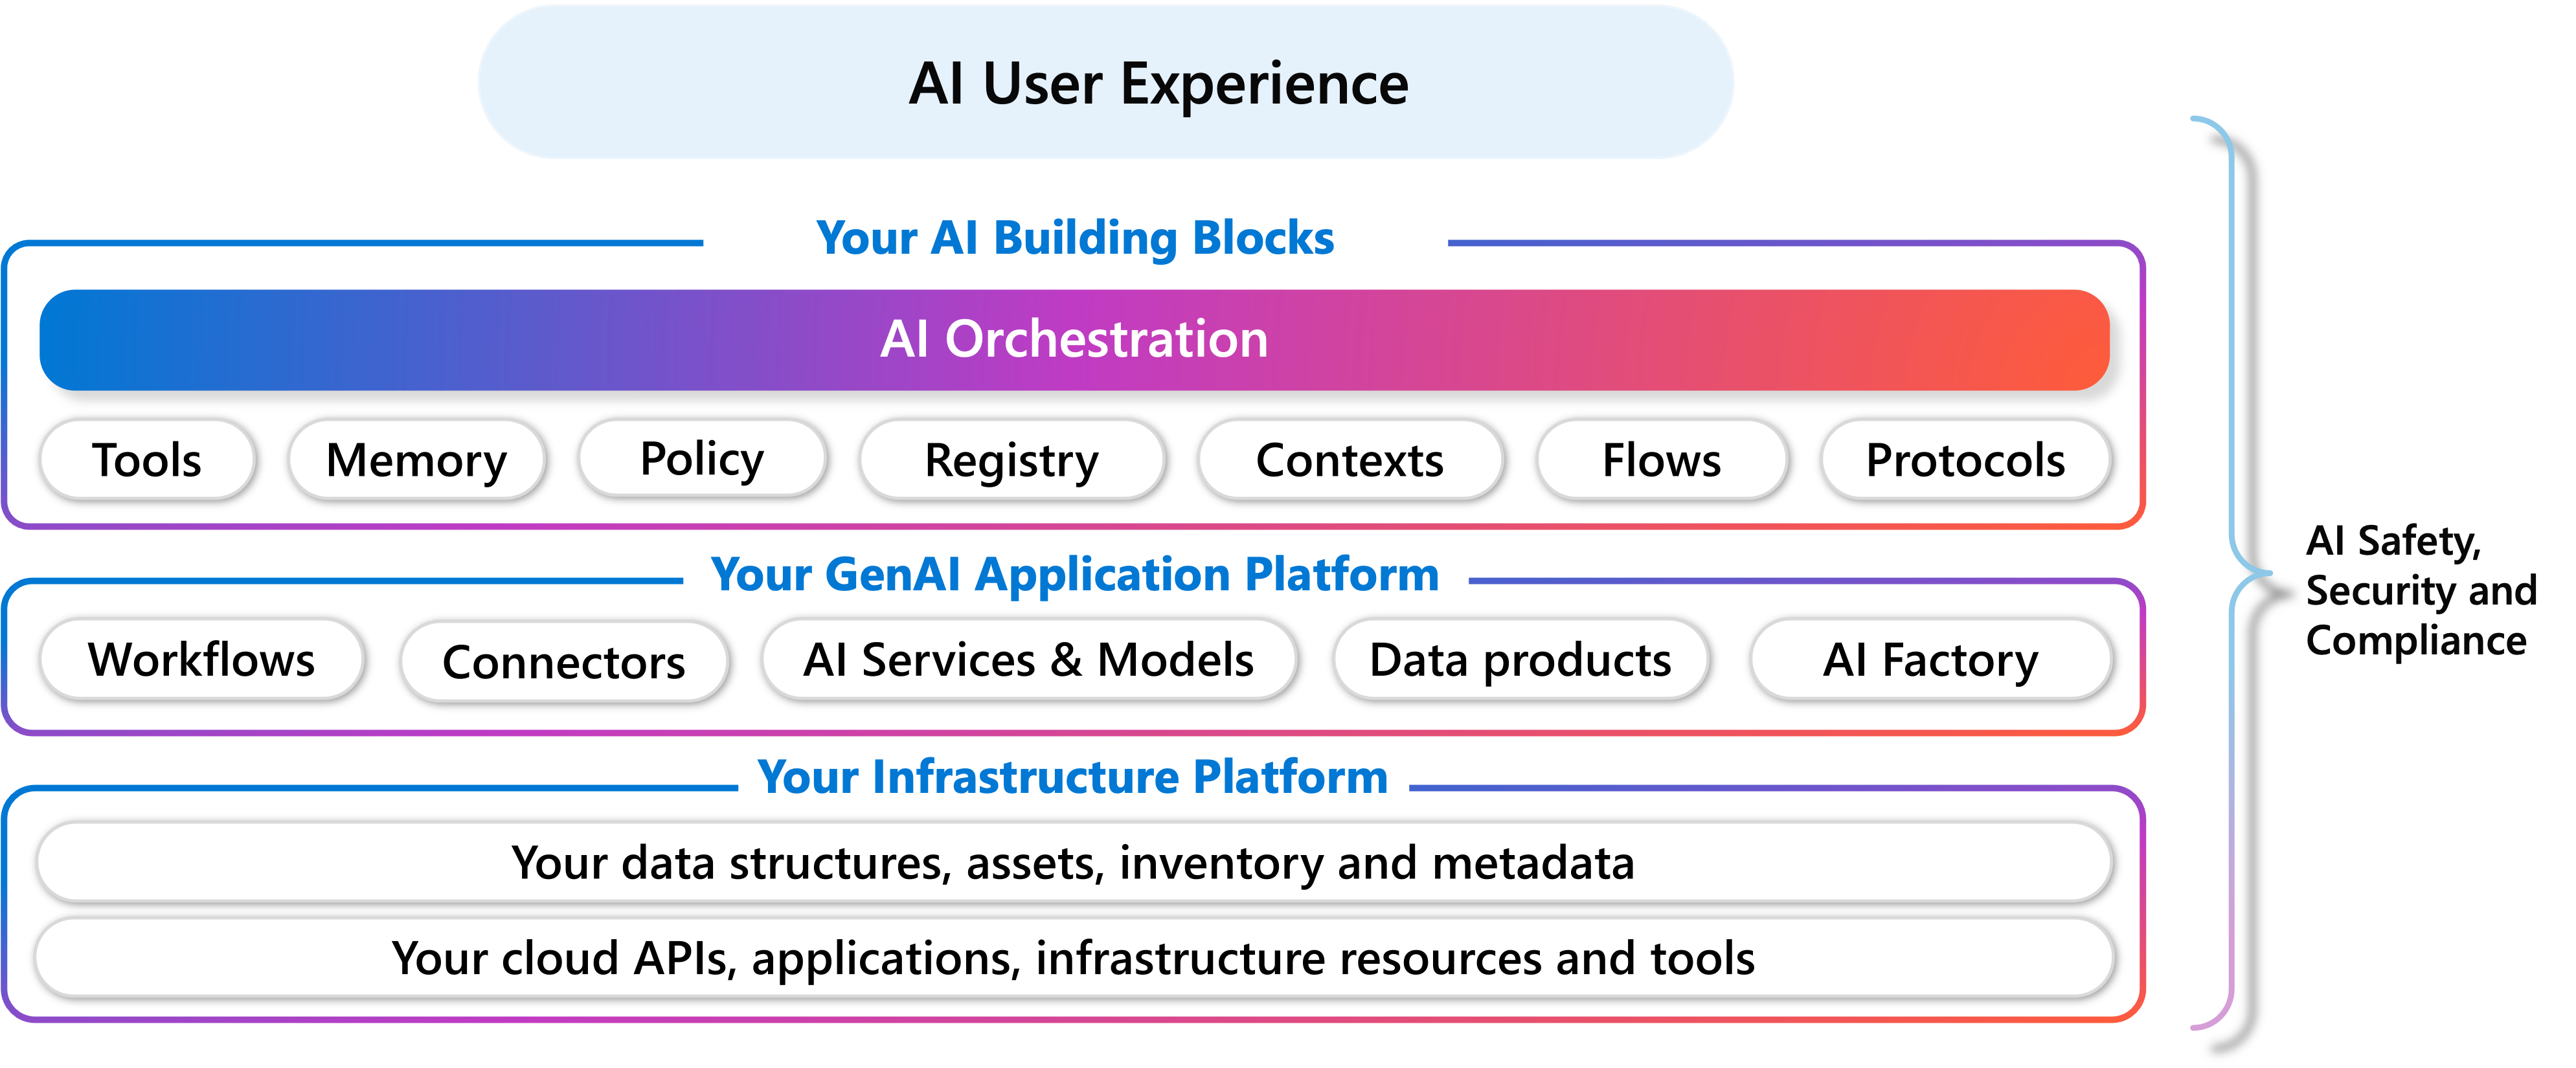 AI User Experience
Your AI Building Blocks
AI Orchestration
Tools
Memory
Policy
Registry
Contexts
Flows
Protocols
Your GenAI Application Platform
Workflows
Connectors
AI Services & Models
Data products
AI Factory
Your Infrastructure Platform
Your data structures, assets, inventory and metadata
Your cloud APIs, applications, infrastructure resources and tools
AI Safety,
Security and
Compliance